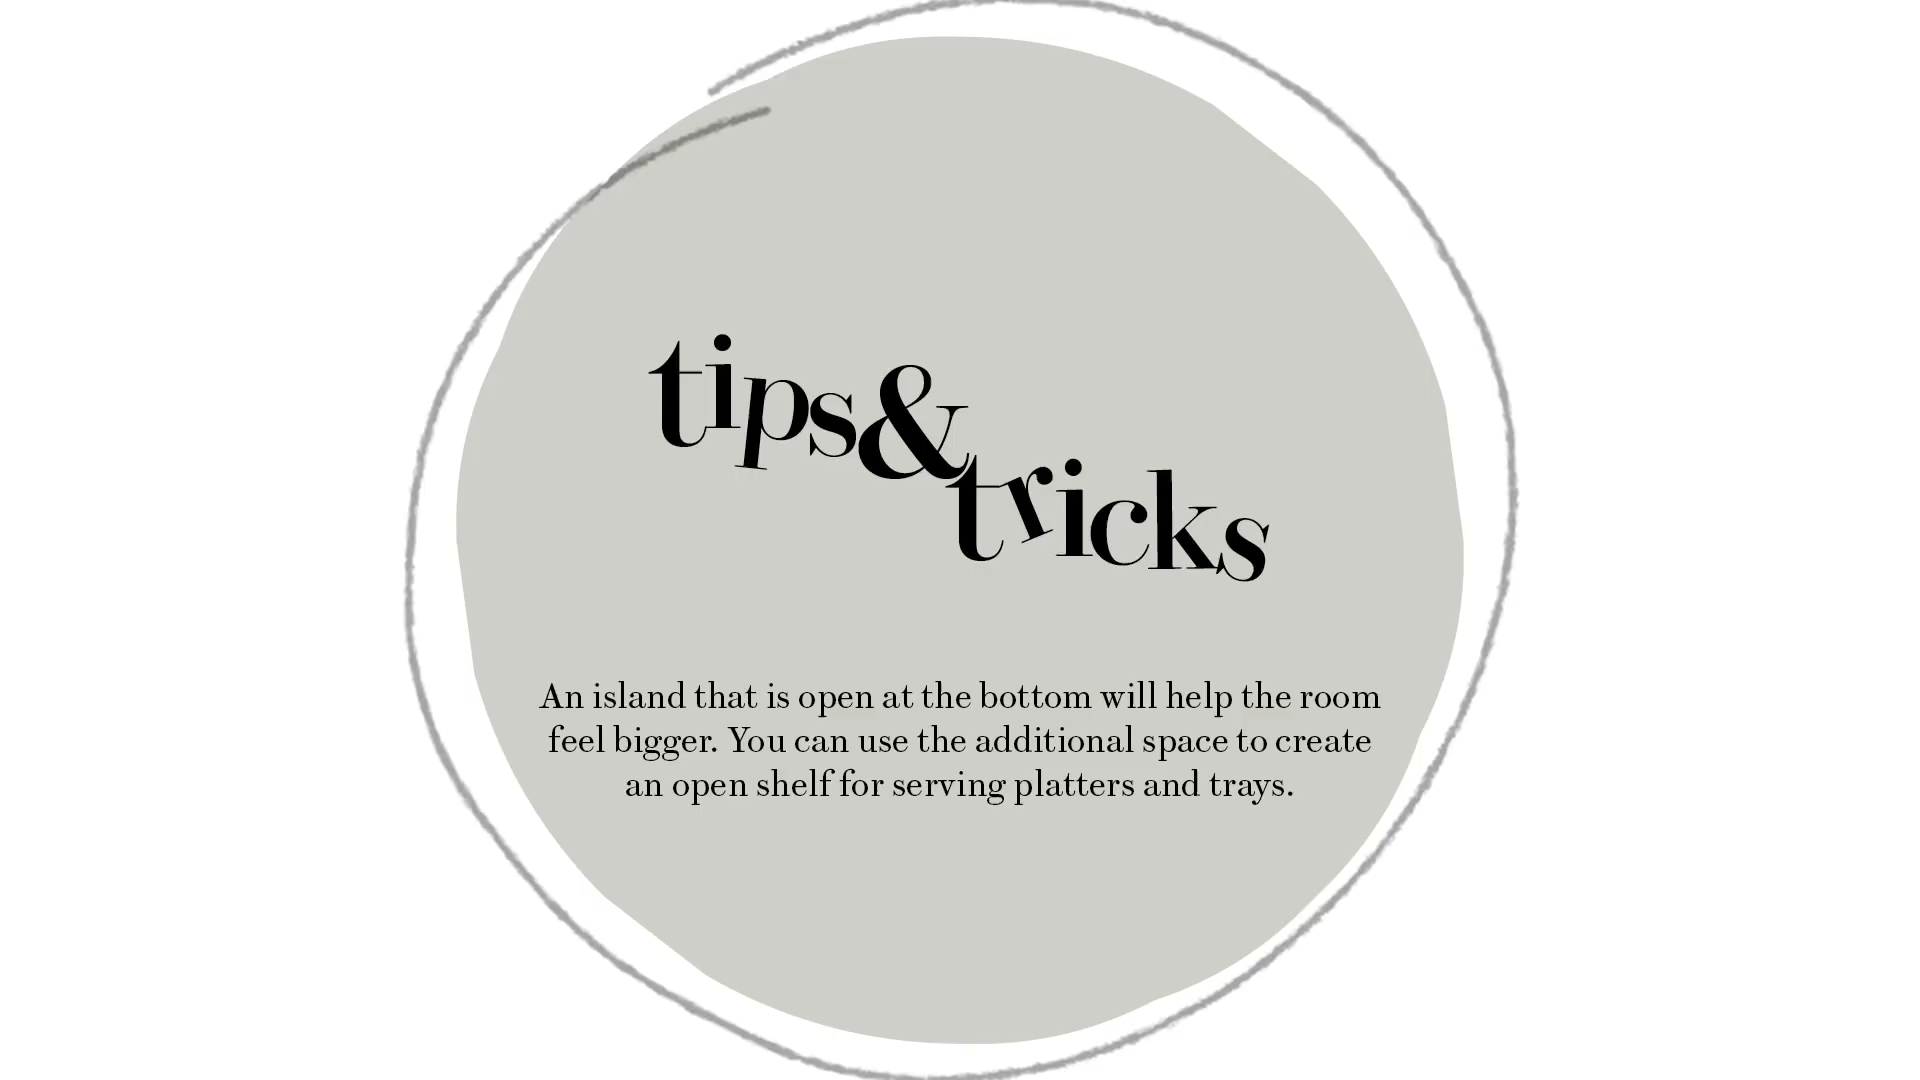 tips&
tricks
An island that is open at the bottom will help the room
feel bigger. You can use the additional space to create
an open shelf for serving platters and trays.